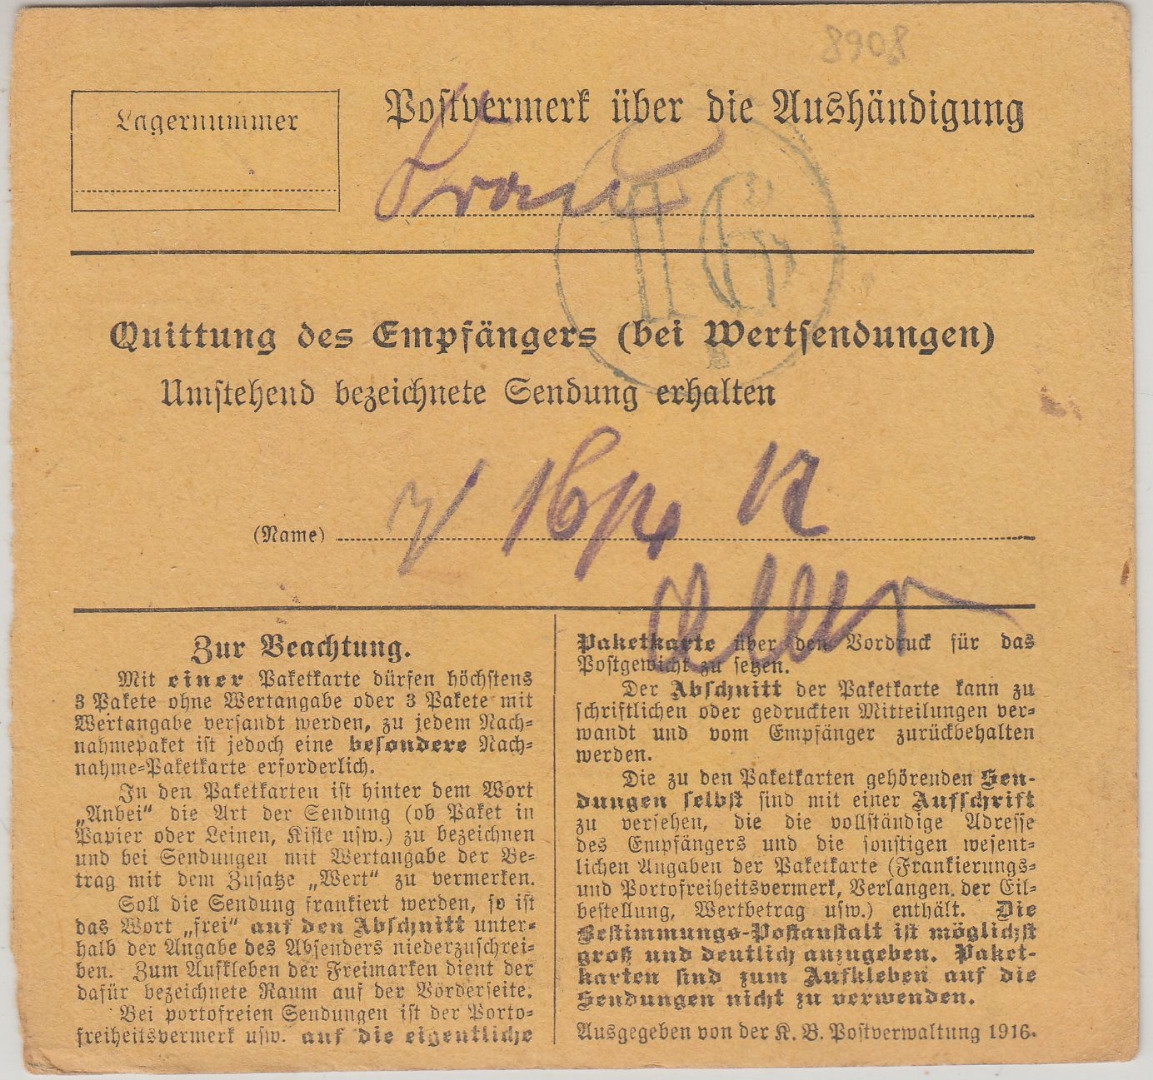 8908
Lagernummer
Postvermerk über die Aushändigung
Frau
16
Quittung des Empfängers (bei Wertsendungen)
Umstehend bezeichnete Sendung erhalten
(Name)
Zur Beachtung.
Mit einer Paketkarte dürfen höchstens
3 Pakete ohne Wertangabe oder 3 Pakete mit
Wertangabe versandt werden, zu jedem Nach-
nahmepaket ist jedoch eine besondere Nach-
nahme-Paketkarte erforderlich.
In den Paketkarten ist hinter dem Wort
„Anbei“ die Art der Sendung (ob Paket in
Papier oder Leinen, Kiste usw.) zu bezeichnen
und bei Sendungen mit Wertangabe der Be-
trag mit dem Zusatze „Wert“ zu vermerken.
Soll die Sendung frankiert werden, so ist
das Wort „frei“ auf den Abschnitt unter-
halb der Angabe des Absenders niederzuschrei-
ben. Zum Aufkleben der Freimarken dient der
dafür bezeichnete Raum auf der Vorderseite.
Bei portofreien Sendungen ist der Porto-
freiheitsvermerk usw. auf die eigentliche
Paketkarte über den Vordruck für das
Postgewicht zu setzen.
Der Abschnitt der Paketkarte kann zu
schriftlichen oder gedruckten Mitteilungen ver-
wandt und vom Empfänger zurückbehalten
werden.
Die zu den Paketkarten gehörenden Sen-
dungen selbst sind mit einer Aufschrift
zu versehen, die die vollständige Adresse
des Empfängers und die sonstigen wesent-
lichen Angaben der Paketkarte (Frankierungs-
und Portofreiheitsvermerk, Verlangen der Eil-
bestellung, Wertbetrag usw.) enthält. Die
Bestimmungs-Postanstalt ist möglichst
groß und deutlich anzugeben. Paket-
karten sind zum Aufkleben auf die
Sendungen nicht zu verwenden.
Ausgegeben von der K. B. Postverwaltung 1916.